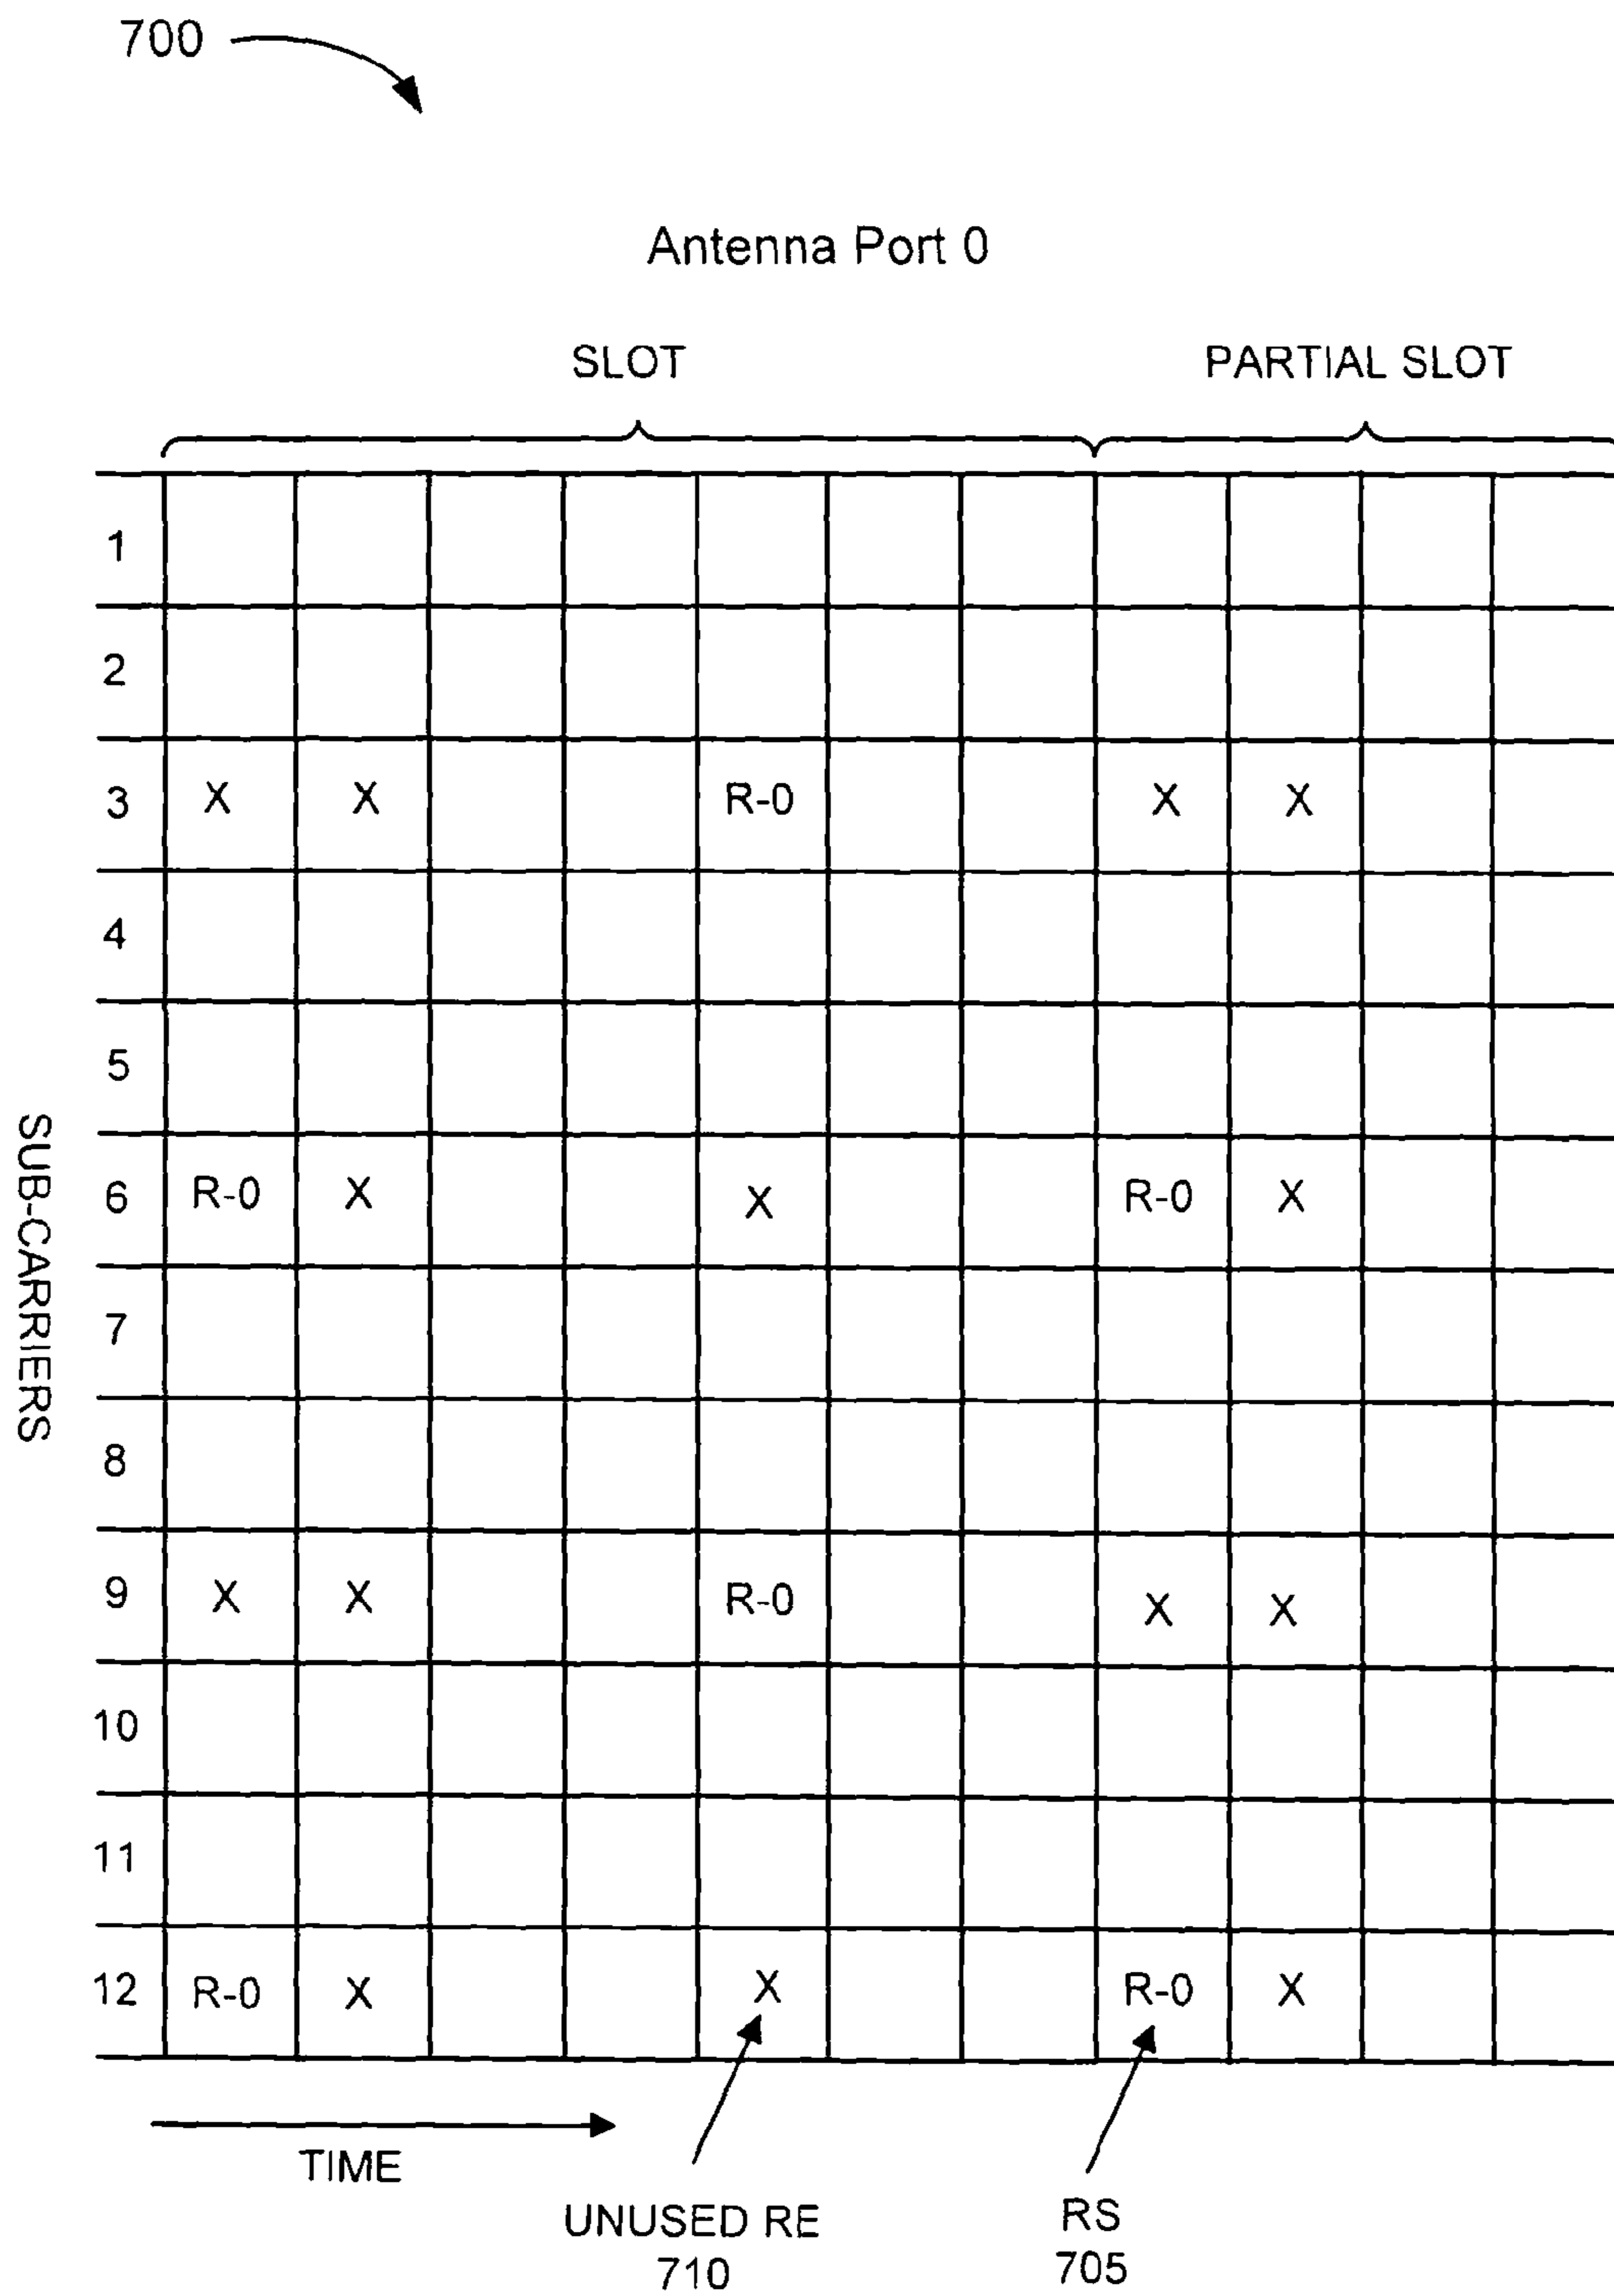 700
Antenna Port 0
SLOT PARTIAL SLOT
1
2
3 X X R-0 X X
4
5
6 R-0 X X R-0 X
7
8
9 X X R-0 X X
10
11
12 R-0 X X R-0 X
SUB-CARRIERS
TIME
UNUSED RE
710
RS
705